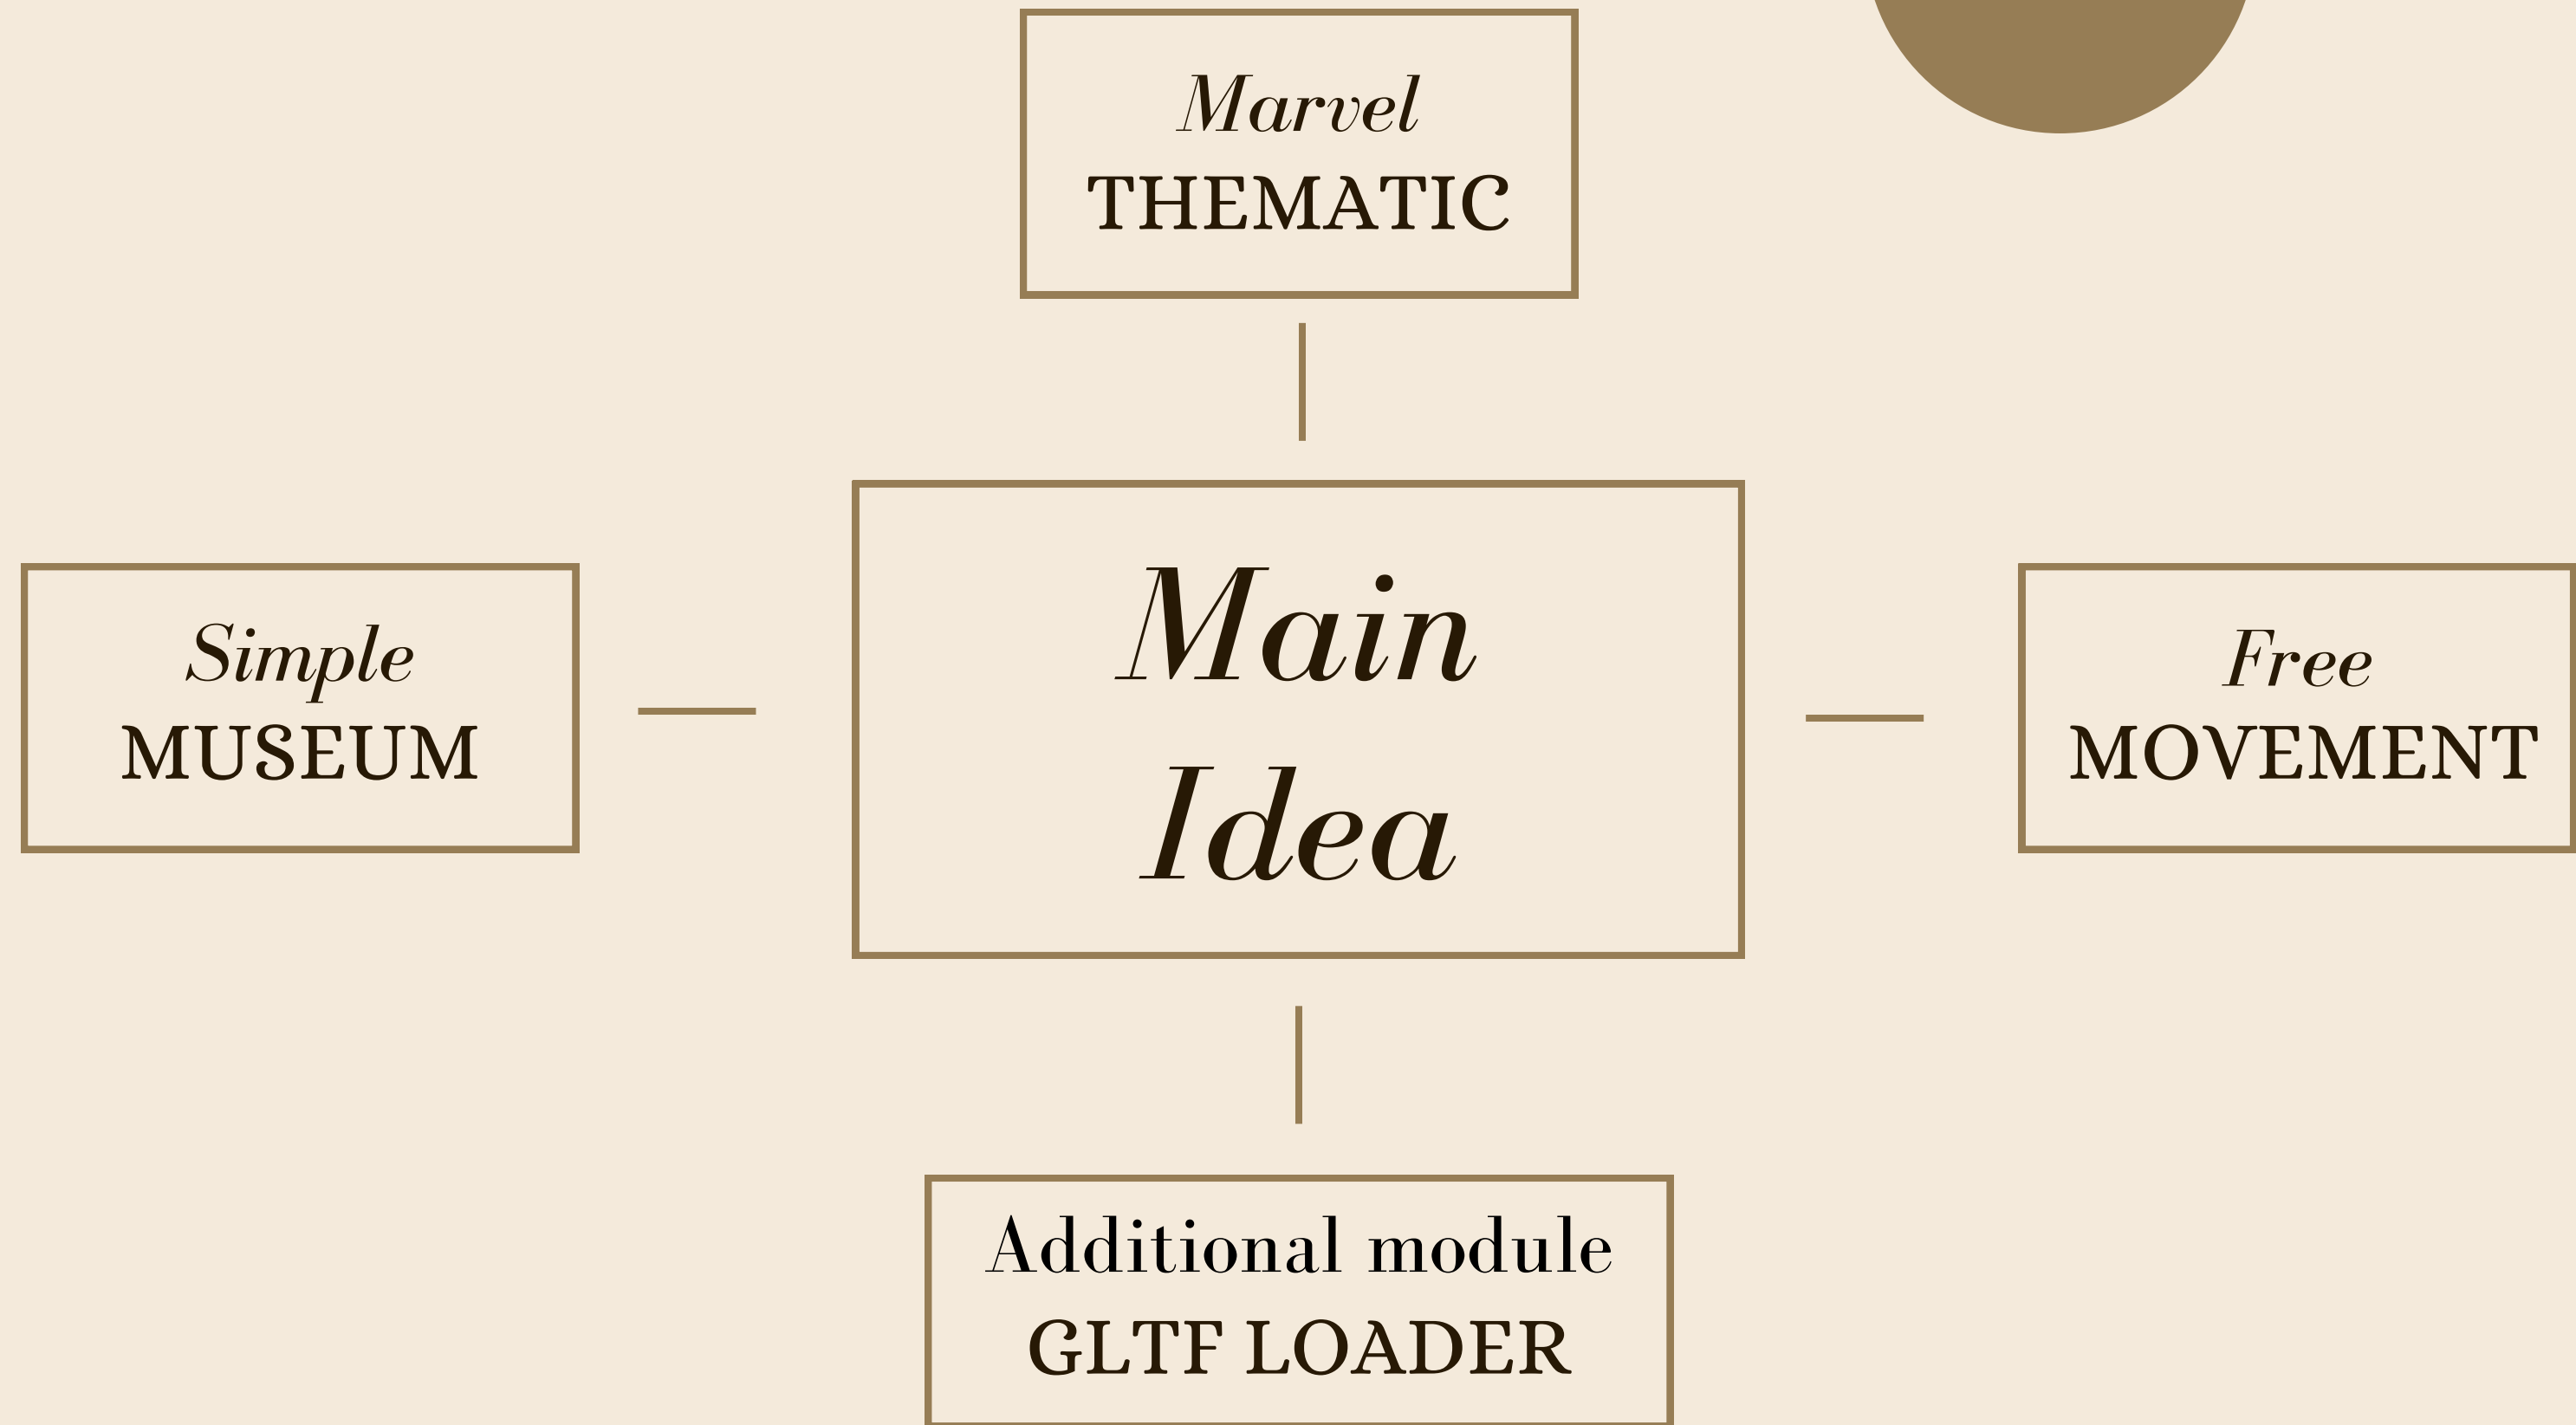 Marvel
THEMATIC
Simple
MUSEUM
Main
Idea
Free
MOVEMENT
Additional module
GLTF LOADER